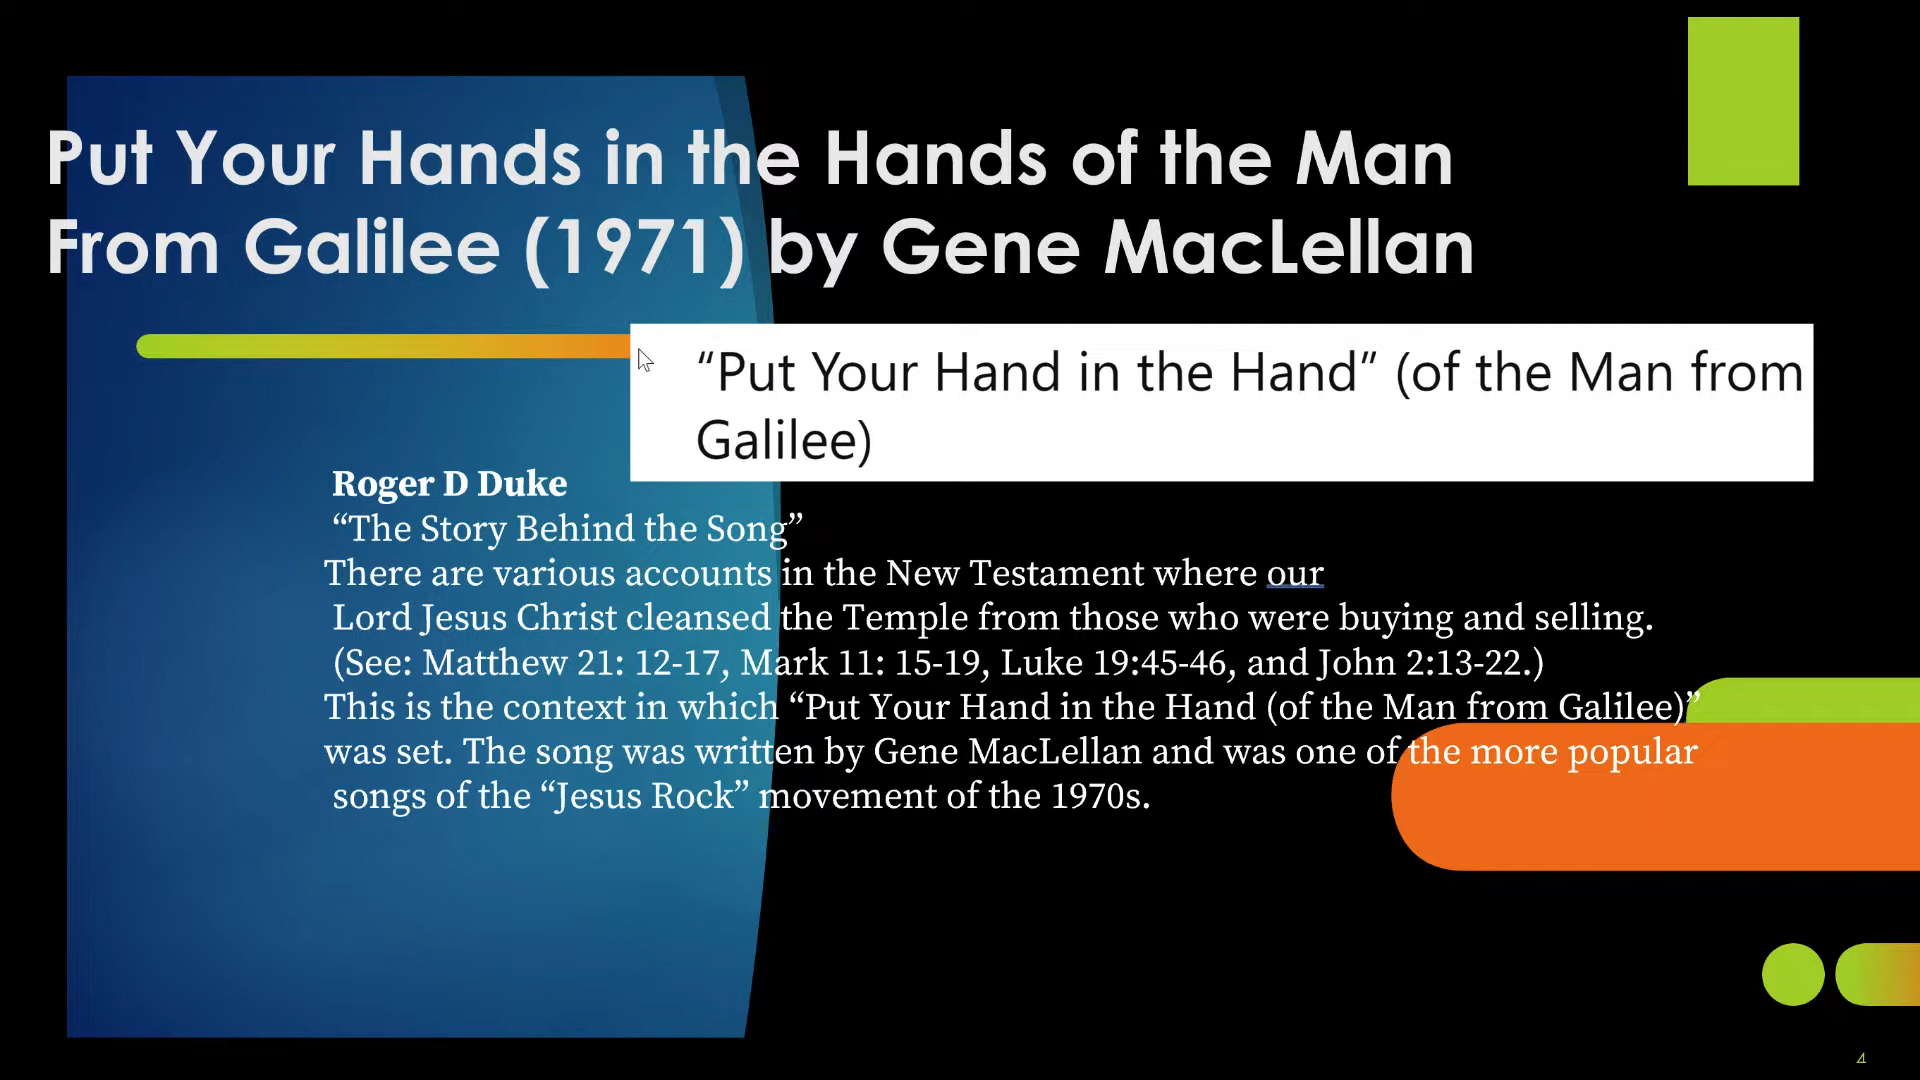 Put Your Hands in the Hands of the Man
From Galilee (1971) by Gene MacLellan
“Put Your Hand in the Hand” (of the Man from
Galilee)
Roger D Duke
“The Story Behind the Song”
There are various accounts in the New Testament where our
Lord Jesus Christ cleansed the Temple from those who were buying and selling.
(See: Matthew 21: 12-17, Mark 11: 15-19, Luke 19:45-46, and John 2:13-22.)
This is the context in which “Put Your Hand in the Hand (of the Man from Galilee)”
was set. The song was written by Gene MacLellan and was one of the more popular
songs of the “Jesus Rock” movement of the 1970s.
4